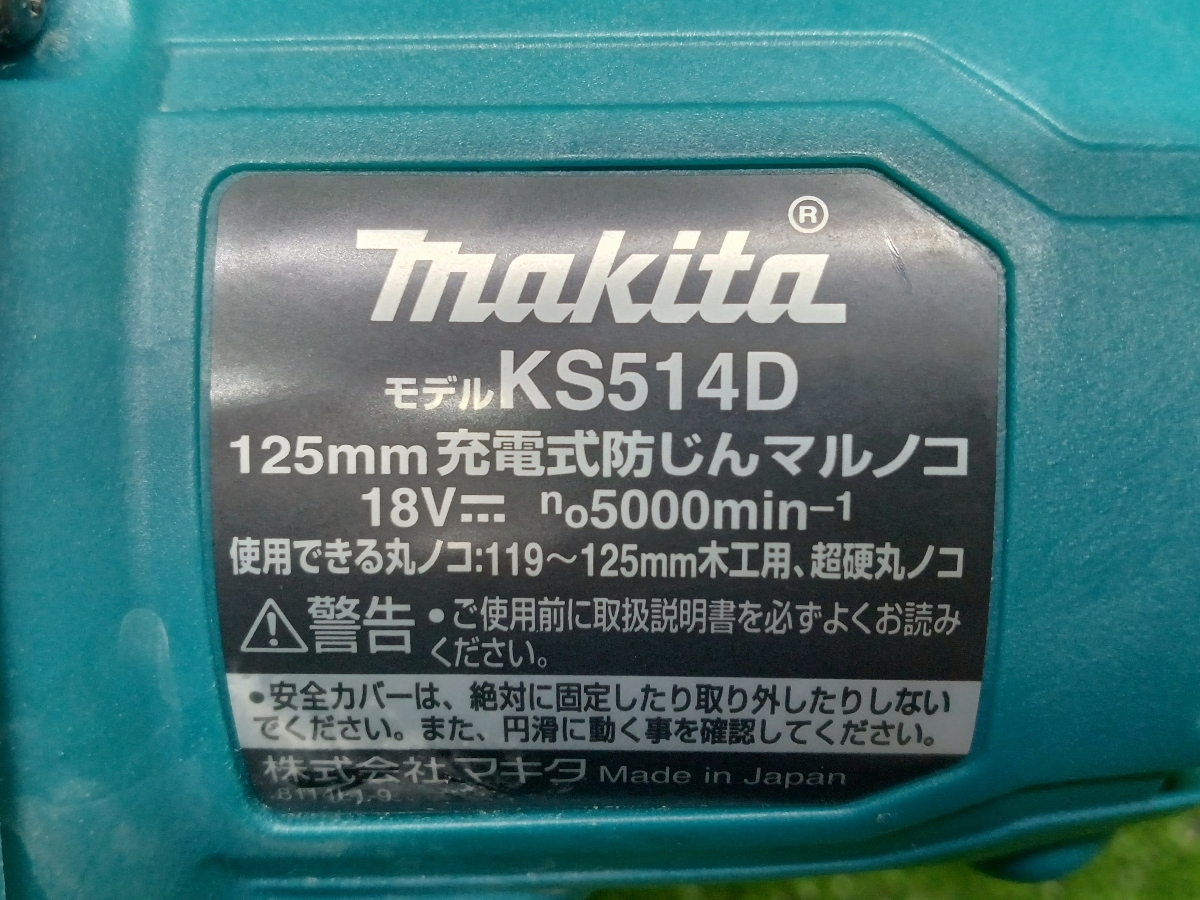 makita®
モデルKS514D
125mm充電式防じんマルノコ
18V⎓ n₀5000min⁻¹
使用できる丸ノコ:119～125mm木工用、超硬丸ノコ
⚠警告 •ご使用前に取扱説明書を必ずよくお読み
ください。
•安全カバーは、絶対に固定したり取り外したりしない
でください。また、円滑に動く事を確認してください。
株式会社マキタ Made in Japan